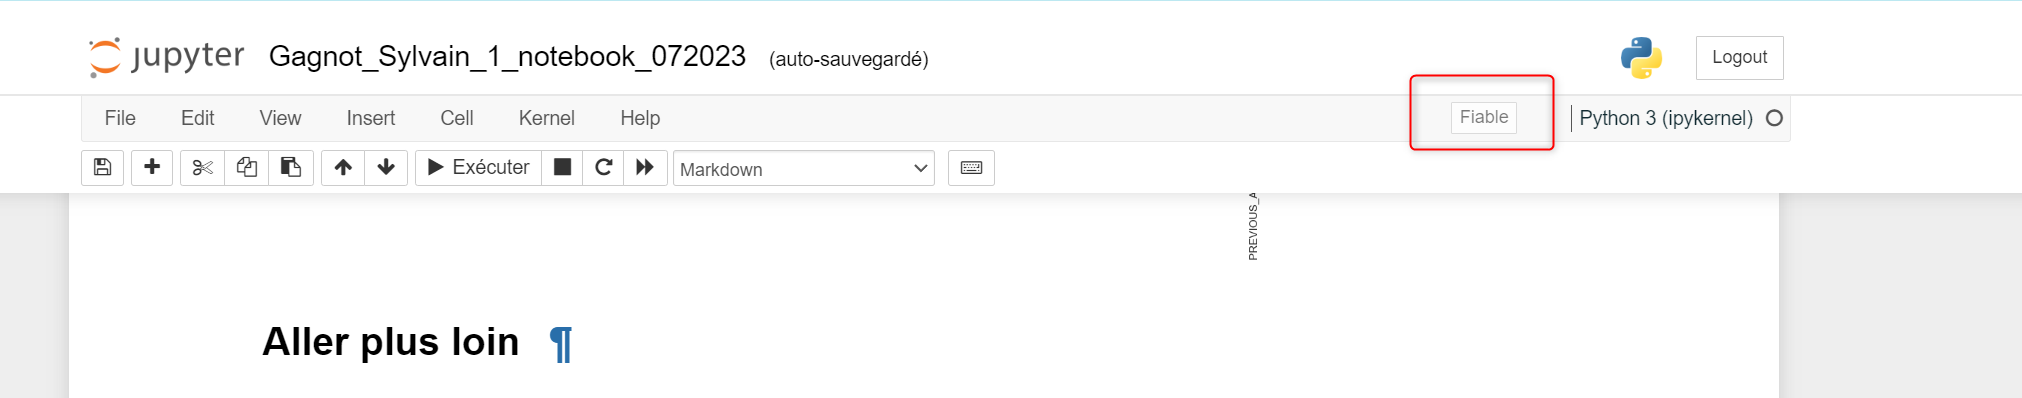 jupyter Gagnot_Sylvain_1_notebook_072023 (auto-sauvegardé)
Logout
File Edit View Insert Cell Kernel Help
Fiable
Python 3 (ipykernel)
Exécuter
Markdown
Aller plus loin ¶